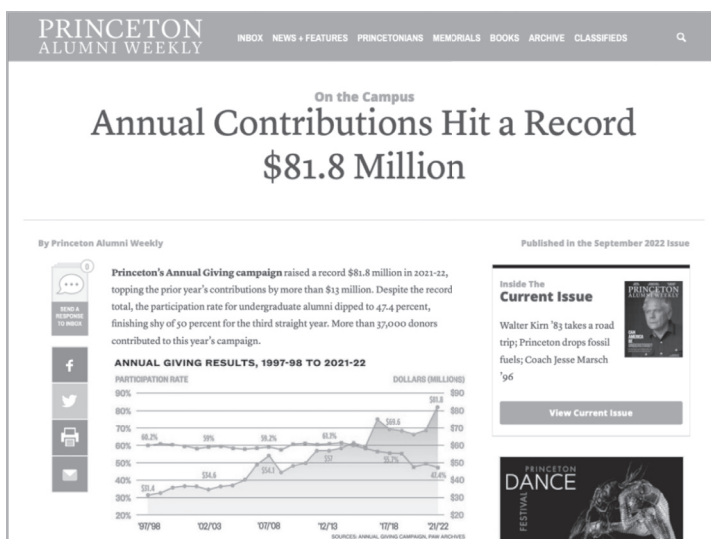 PRINCETON
ALUMNI WEEKLY
INBOX NEWS + FEATURES PRINCETONIANS MEMORIALS BOOKS ARCHIVE CLASSIFIEDS
On the Campus
Annual Contributions Hit a Record
$81.8 Million
By Princeton Alumni Weekly
Published in the September 2022 Issue
0
SEND A
RESPONSE
TO INBOX
Princeton's Annual Giving campaign raised a record $81.8 million in 2021-22,
topping the prior year's contributions by more than $13 million. Despite the record
total, the participation rate for undergraduate alumni dipped to 47.4 percent,
finishing shy of 50 percent for the third straight year. More than 37,000 donors
contributed to this year's campaign.
ANNUAL GIVING RESULTS, 1997-98 TO 2021-22
PARTICIPATION RATE DOLLARS (MILLIONS)
90% $90
$81.8
80% $80
70% $69.6 $70
60.2% 59% 59.2% 61.3%
60% $60
$54.1 $57 55.7%
50% $50
47.4%
40% $34.6 $40
30% $31.4 $30
20% $20
'97/'98 '02/'03 '07/'08 '12/'13 '17/'18 '21/'22
SOURCES: ANNUAL GIVING CAMPAIGN, PAW ARCHIVES
Inside The
Current Issue
Walter Kirn '83 takes a road
trip; Princeton drops fossil
fuels; Coach Jesse Marsch
'96
PRINCETON
ALUMNI WEEKLY
View Current Issue
PRINCETON
DANCE
FESTIVAL